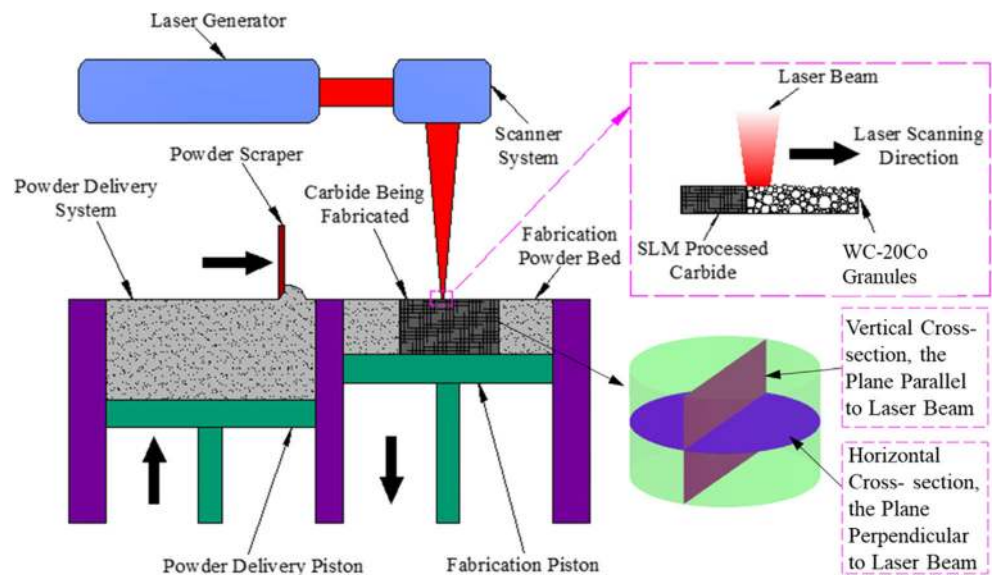 Laser Generator
Scanner
System
Powder Scraper
Powder Delivery
System
Carbide Being
Fabricated
Fabrication
Powder Bed
Powder Delivery Piston
Fabrication Piston
Laser Beam
Laser Scanning
Direction
SLM Processed
Carbide
WC-20Co
Granules
Vertical Cross-
section, the
Plane Parallel
to Laser Beam
Horizontal
Cross- section,
the Plane
Perpendicular
to Laser Beam